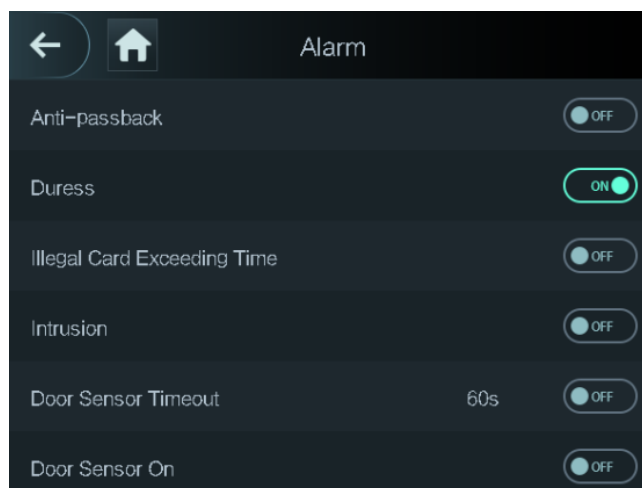 Alarm
Anti-passback OFF
Duress ON
Illegal Card Exceeding Time OFF
Intrusion OFF
Door Sensor Timeout 60s OFF
Door Sensor On OFF